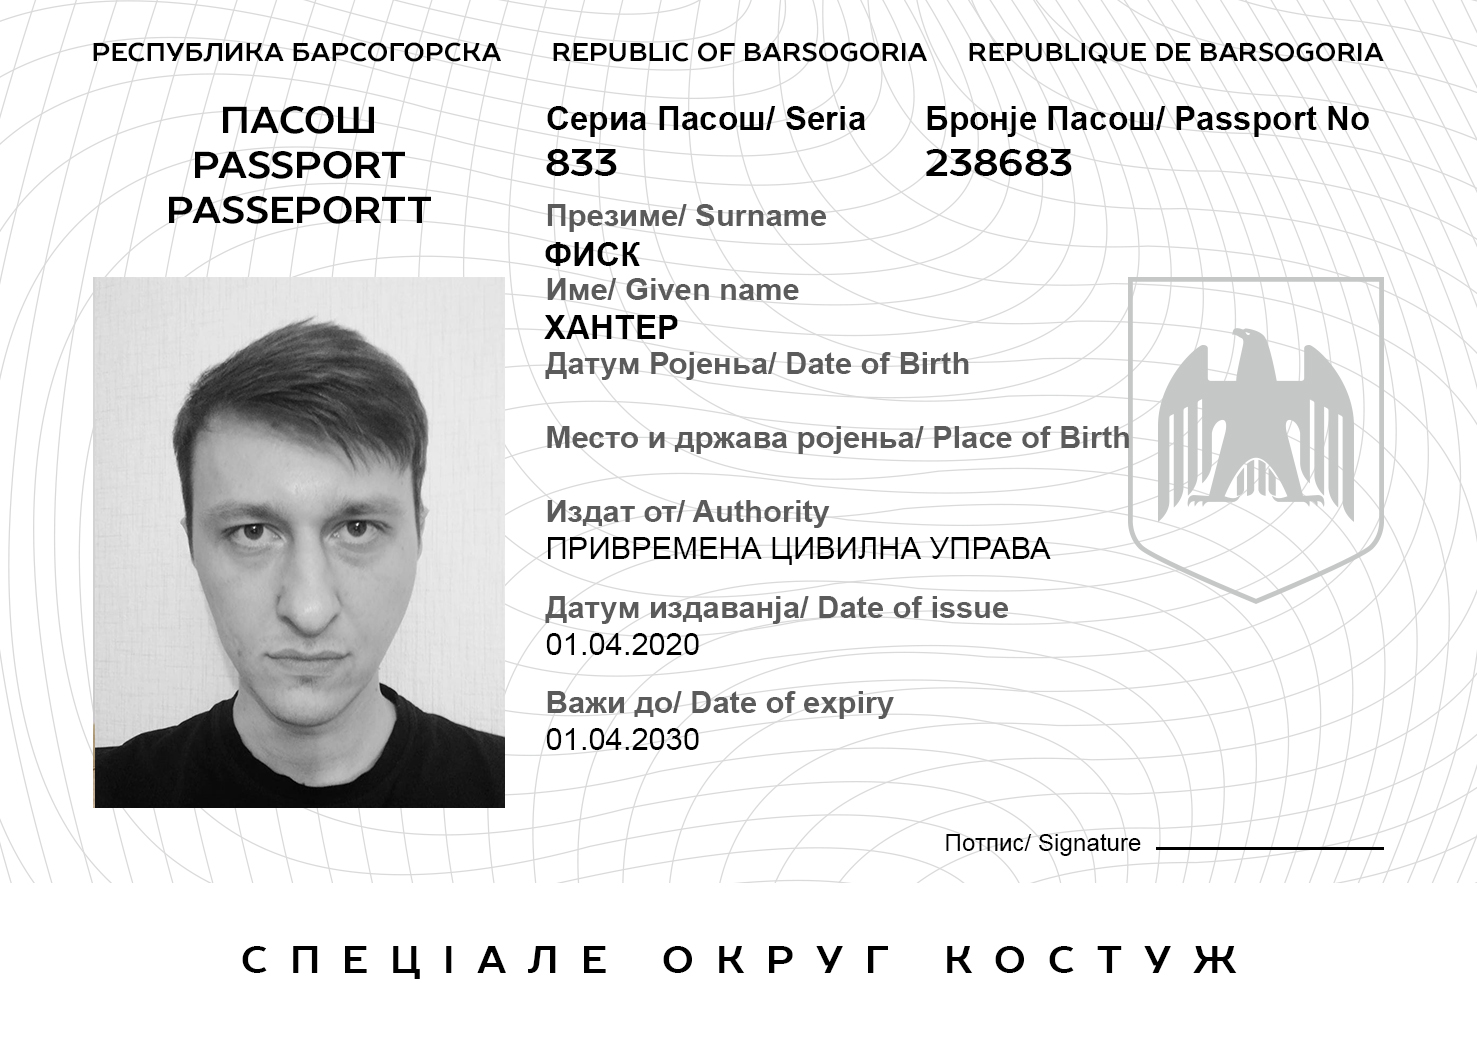 РЕСПУБЛИКА БАРСОГОРСКА REPUBLIC OF BARSOGORIA REPUBLIQUE DE BARSOGORIA
ПАСОШ
PASSPORT
PASSEPORTT
Сериа Пасош/ Seria Бронје Пасош/ Passport No
833 238683
Презиме/ Surname
ФИСК
Име/ Given name
ХАНТЕР
Датум Ројења/ Date of Birth
Место и држава ројења/ Place of Birth
Издат от/ Authority
ПРИВРЕМЕНА ЦИВИЛНА УПРАВА
Датум издаванја/ Date of issue
01.04.2020
Важи до/ Date of expiry
01.04.2030
Потпис/ Signature
СПЕЦІАЛЕ ОКРУГ КОСТУЖ